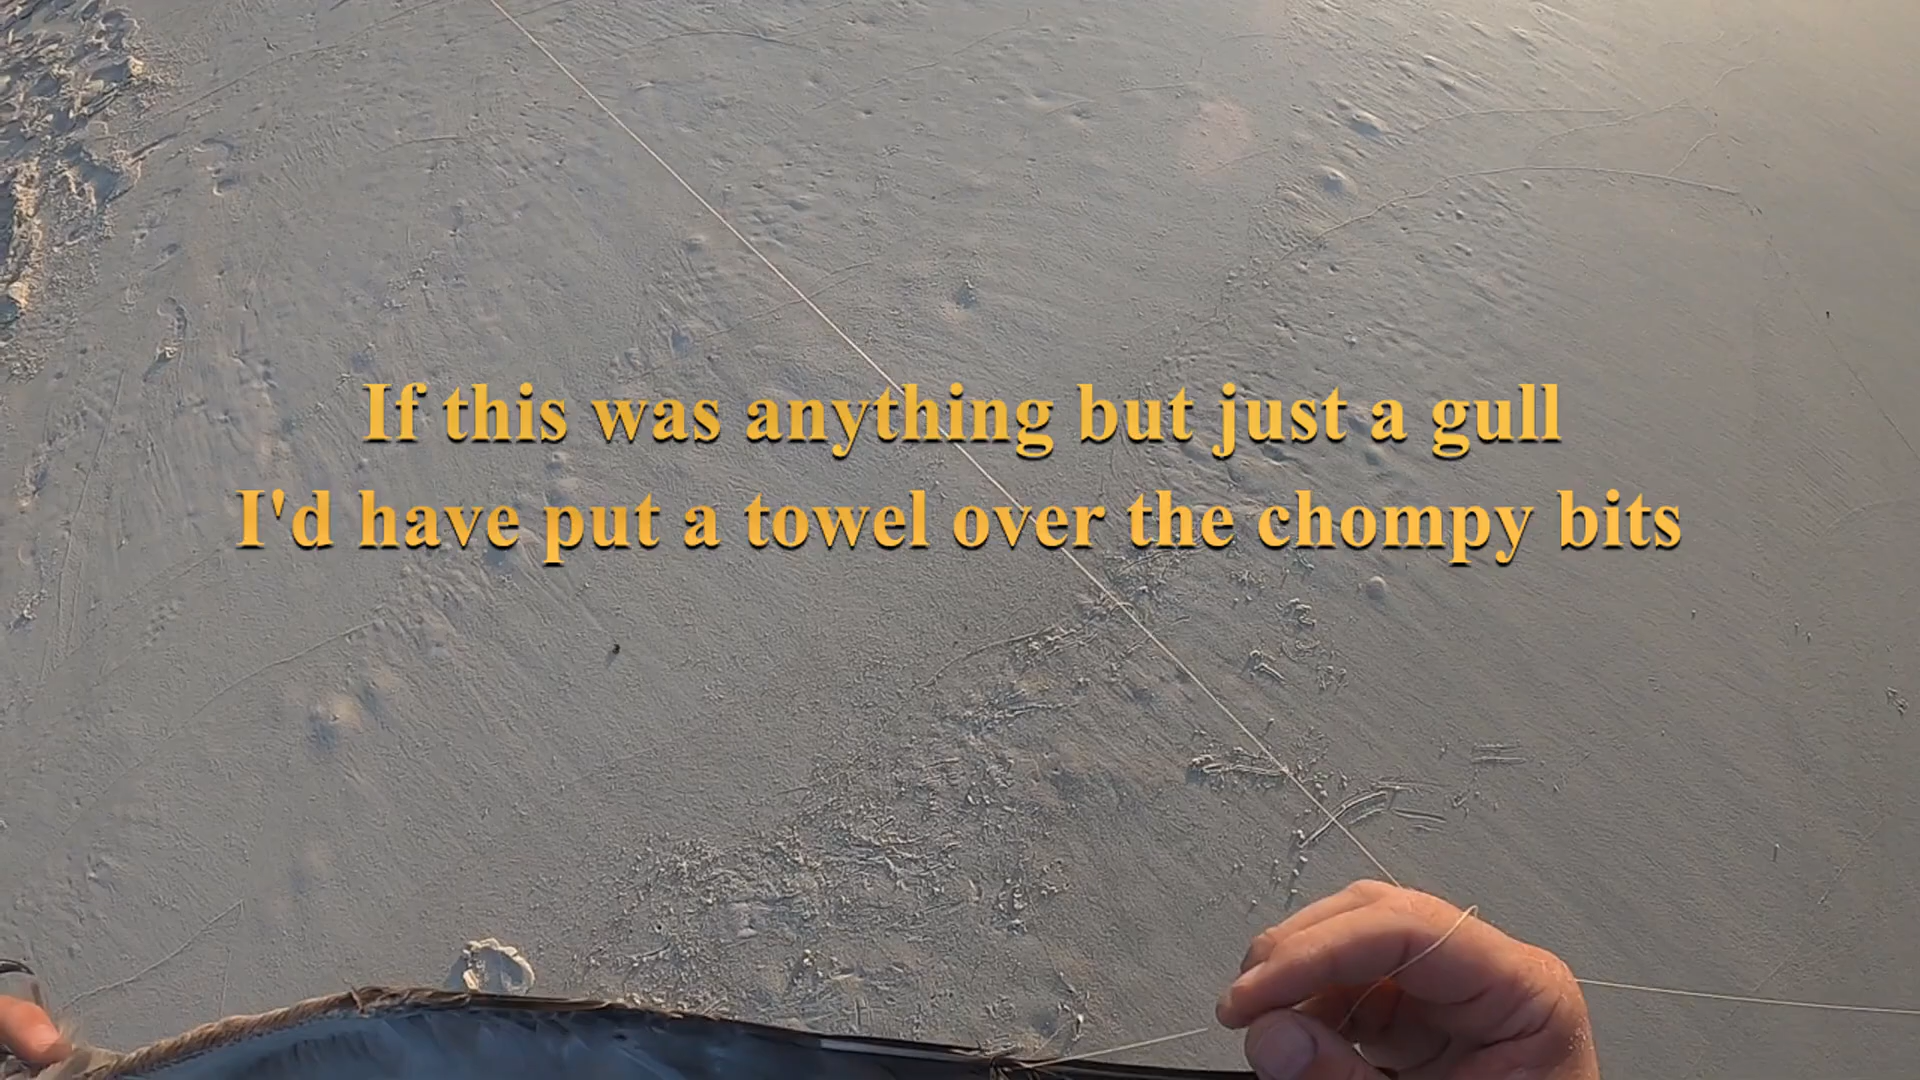 If this was anything but just a gull
I'd have put a towel over the chompy bits